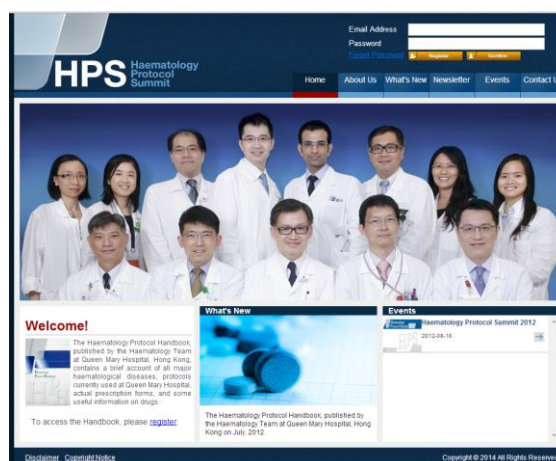 Email Address
Password
Forgot Password
Register
Confirm
HPS Haematology
Protocol
Summit
Home About Us What's New Newsletter Events Contact U
Welcome!
The Haematology Protocol Handbook,
published by the Haematology Team
at Queen Mary Hospital, Hong Kong,
contains a brief account of all major
haematological diseases, protocols
currently used at Queen Mary Hospital,
actual prescription forms, and some
useful information on drugs.
To access the Handbook, please register.
What's New
The Haematology Protocol Handbook, published by
the Haematology Team at Queen Mary Hospital, Hong
Kong on July, 2012.
Events
Haematology Protocol Summit 2012
Disclaimer Copyright Notice
Copyright © 2014 All Rights